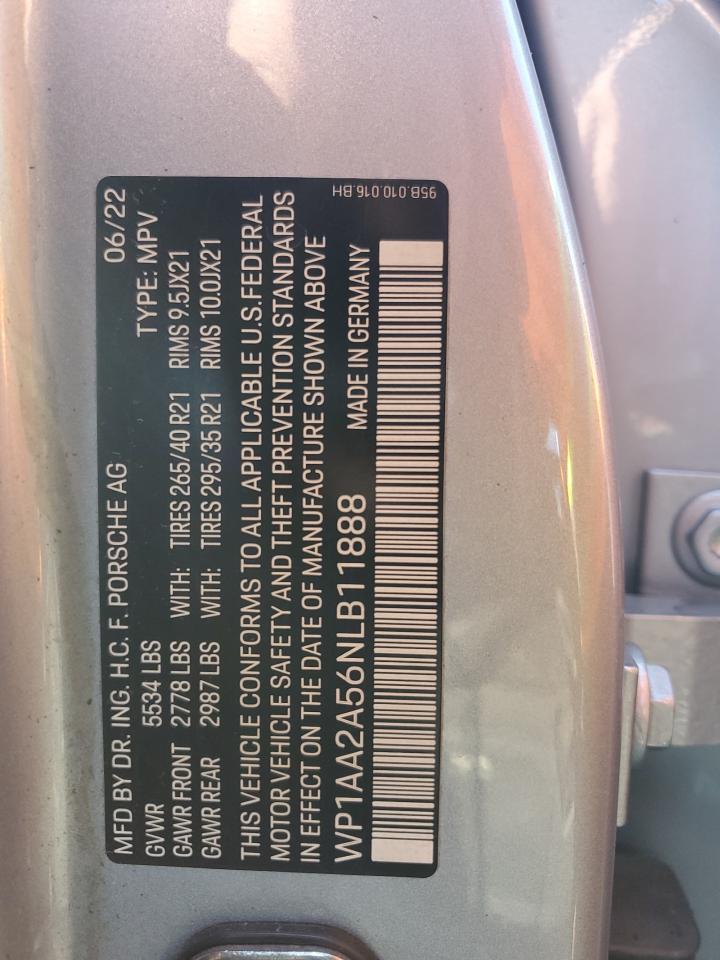 MFD BY DR. ING. H.C. F. PORSCHE AG 06/22
GVWR 5534 LBS TYPE: MPV
GAWR FRONT 2778 LBS WITH: TIRES 265/40 R21 RIMS 9.5JX21
GAWR REAR 2987 LBS WITH: TIRES 295/35 R21 RIMS 10.0JX21
THIS VEHICLE CONFORMS TO ALL APPLICABLE U.S.FEDERAL
MOTOR VEHICLE SAFETY AND THEFT PREVENTION STANDARDS
IN EFFECT ON THE DATE OF MANUFACTURE SHOWN ABOVE
WP1AA2A56NLB11888 MADE IN GERMANY
95B.010.016.BH